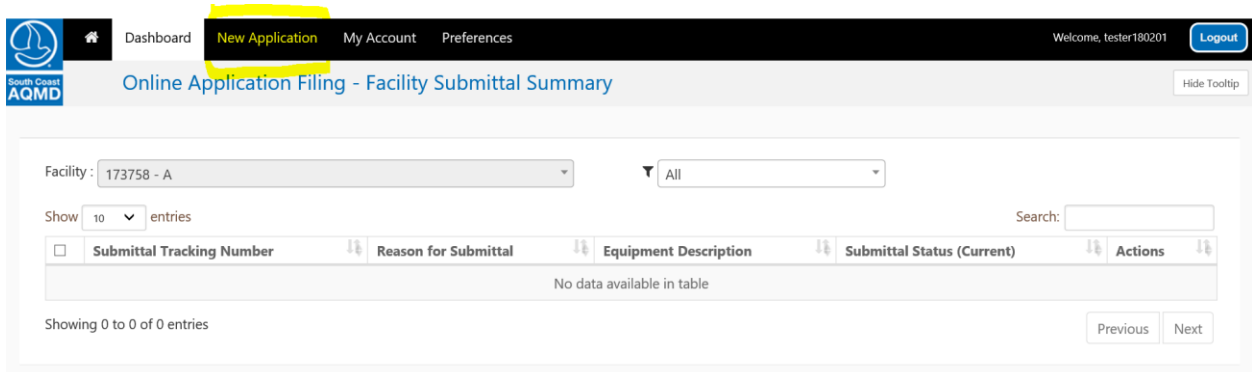 Dashboard New Application My Account Preferences Welcome, tester180201 Logout
South Coast
AQMD
Online Application Filing - Facility Submittal Summary Hide Tooltip
Facility : 173758 - A All
Show 10 entries Search:
Submittal Tracking Number Reason for Submittal Equipment Description Submittal Status (Current) Actions
No data available in table
Showing 0 to 0 of 0 entries Previous Next